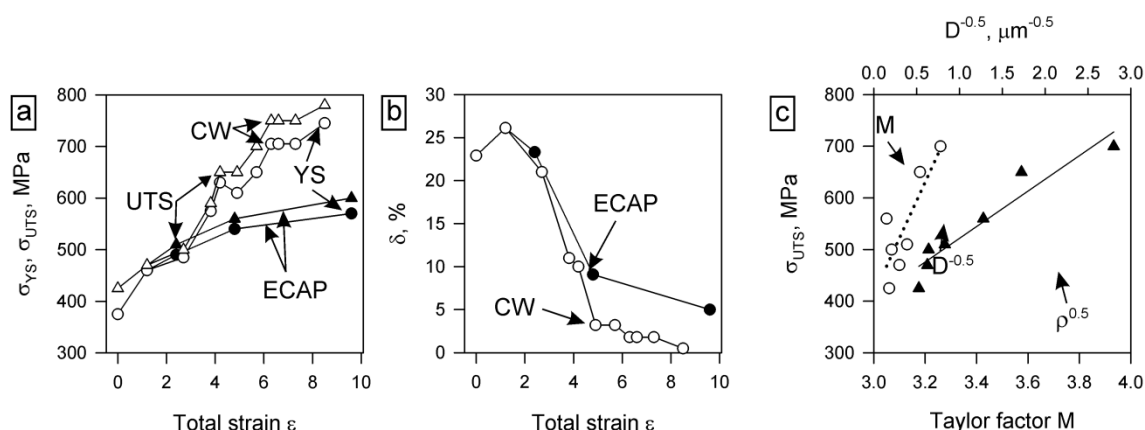 D-0.5, μm-0.5
0.0 0.5 1.0 1.5 2.0 2.5 3.0
a
800
700
600
500
400
300
σYS, σUTS, MPa
CW
YS
UTS
ECAP
0 2 4 6 8 10
Total strain ε
b
30
25
20
15
10
5
0
δ, %
ECAP
CW
0 2 4 6 8 10
Total strain ε
c
800
700
600
500
400
300
σUTS, MPa
M
D-0.5
ρ0.5
3.0 3.2 3.4 3.6 3.8 4.0
Taylor factor M